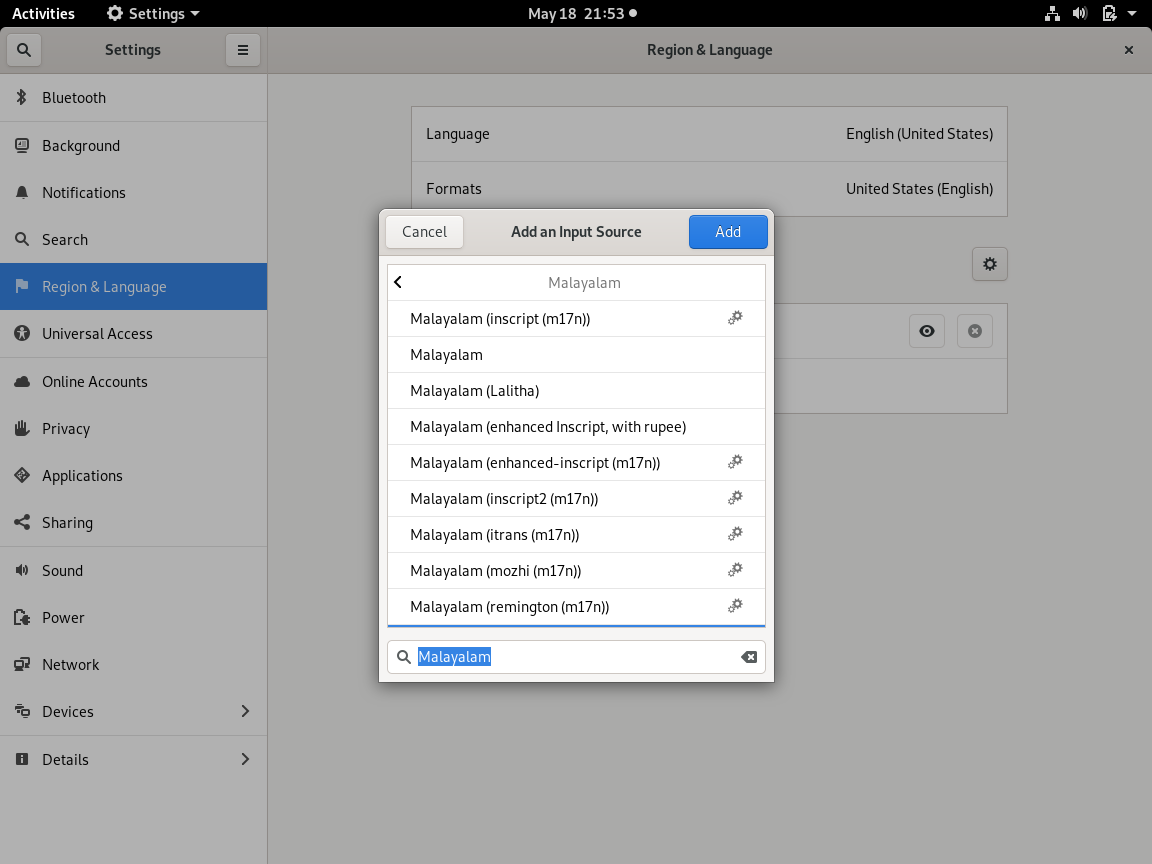 Activities
Settings
May 18 21:53
Settings
Region & Language
Bluetooth
Background
Notifications
Search
Region & Language
Universal Access
Online Accounts
Privacy
Applications
Sharing
Sound
Power
Network
Devices
Details
Language English (United States)
Formats United States (English)
Cancel Add an Input Source Add
Malayalam
Malayalam (inscript (m17n))
Malayalam
Malayalam (Lalitha)
Malayalam (enhanced Inscript, with rupee)
Malayalam (enhanced-inscript (m17n))
Malayalam (inscript2 (m17n))
Malayalam (itrans (m17n))
Malayalam (mozhi (m17n))
Malayalam (remington (m17n))
Malayalam